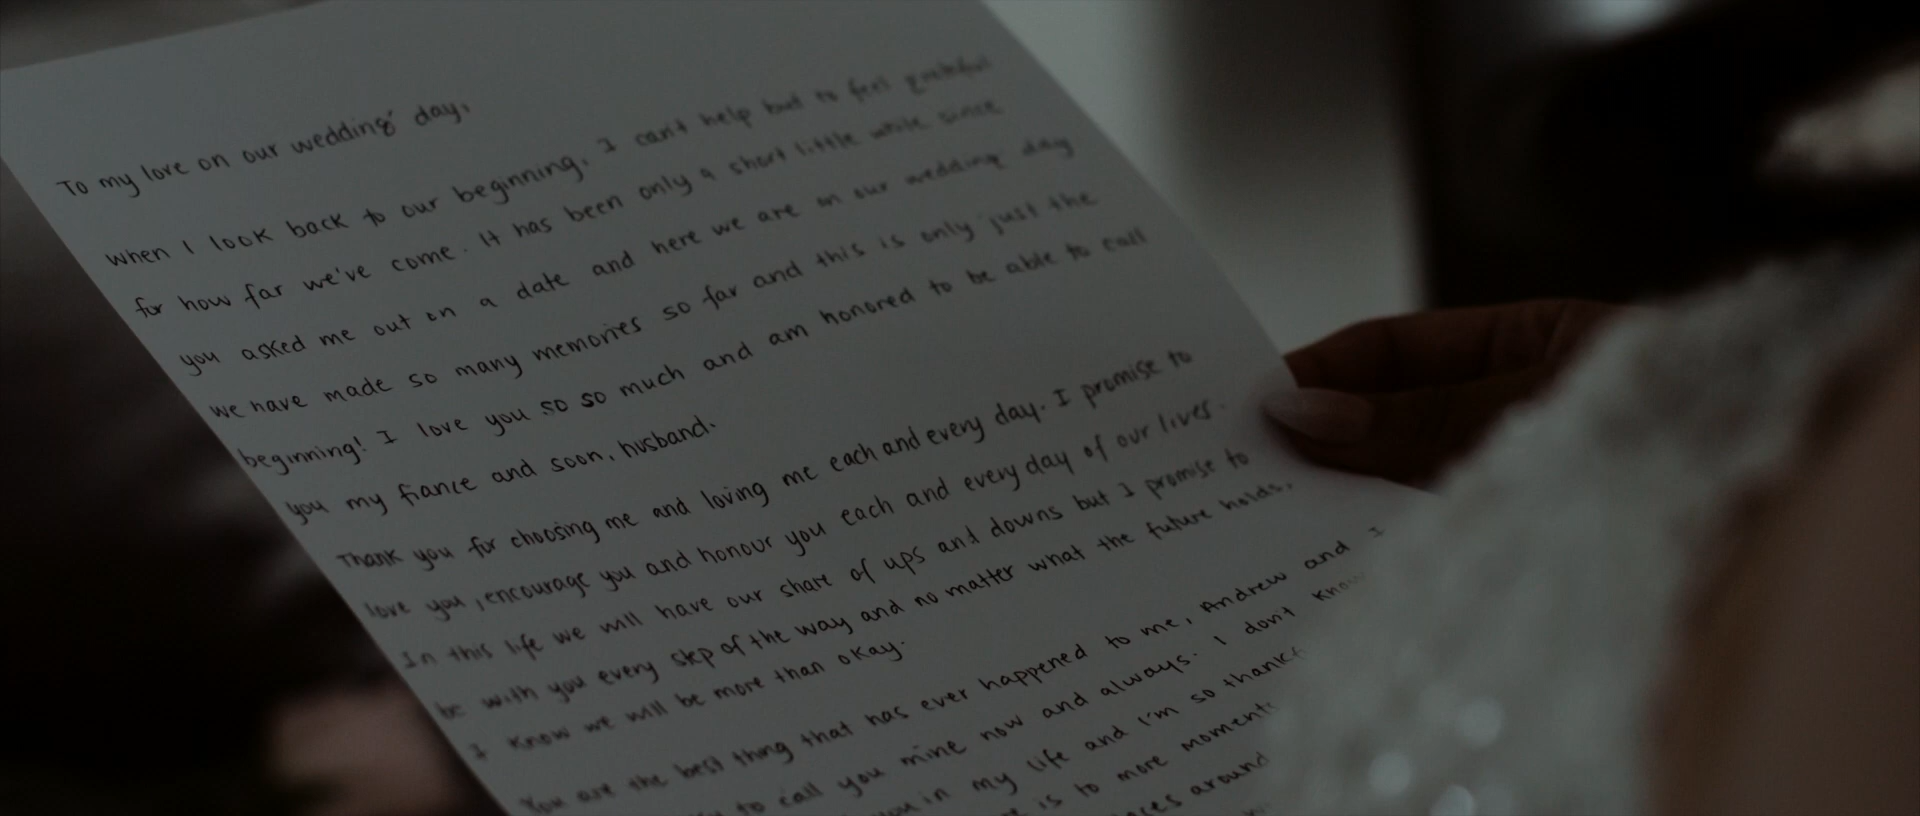 To my love on our wedding day,
When I look back to our beginning, I can't help but to feel grateful
for how far we've come. It has been only a short little while since
you asked me out on a date and here we are on our wedding day
we have made so many memories so far and this is only just the
beginning! I love you so so much and am honored to be able to call
you my fiance and soon, husband.
Thank you for choosing me and loving me each and every day. I promise to
love you, encourage you and honour you each and every day of our lives.
In this life we will have our share of ups and downs but I promise to
be with you every step of the way and no matter what the future holds,
I know we will be more than okay.
You are the best thing that has ever happened to me, Andrew and I
to call you mine now and always. I don't know
in my life and I'm so
is to more moments
around